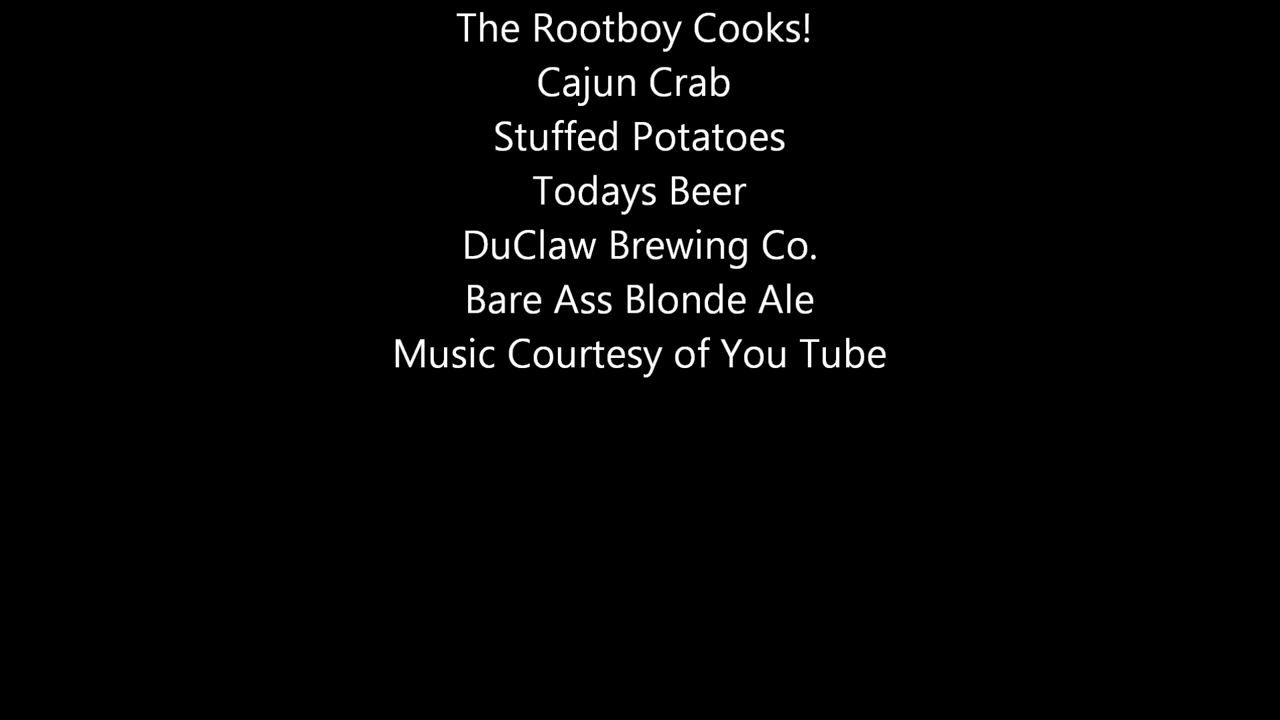 The Rootboy Cooks!
Cajun Crab
Stuffed Potatoes
Todays Beer
DuClaw Brewing Co.
Bare Ass Blonde Ale
Music Courtesy of You Tube